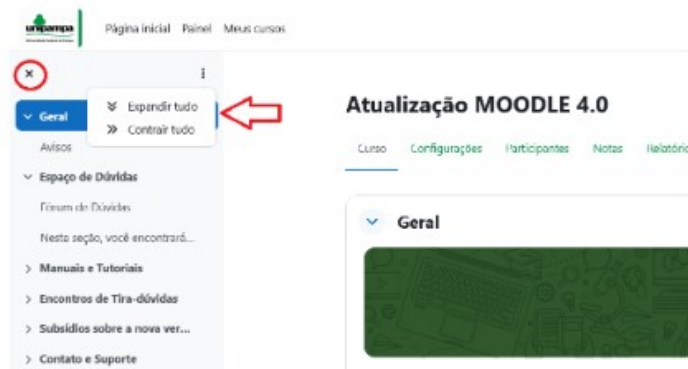 unipampa
Página inicial Painel Meus cursos
Expandir tudo
Contrair tudo
Geral
Avisos
Espaço de Dúvidas
Fórum de Dúvidas
Nesta seção, você encontrará...
Manuais e Tutoriais
Encontros de Tira-dúvidas
Subsídios sobre a nova ver...
Contato e Suporte
Atualização MOODLE 4.0
Curso Configurações Participantes Notas Relatório
Geral